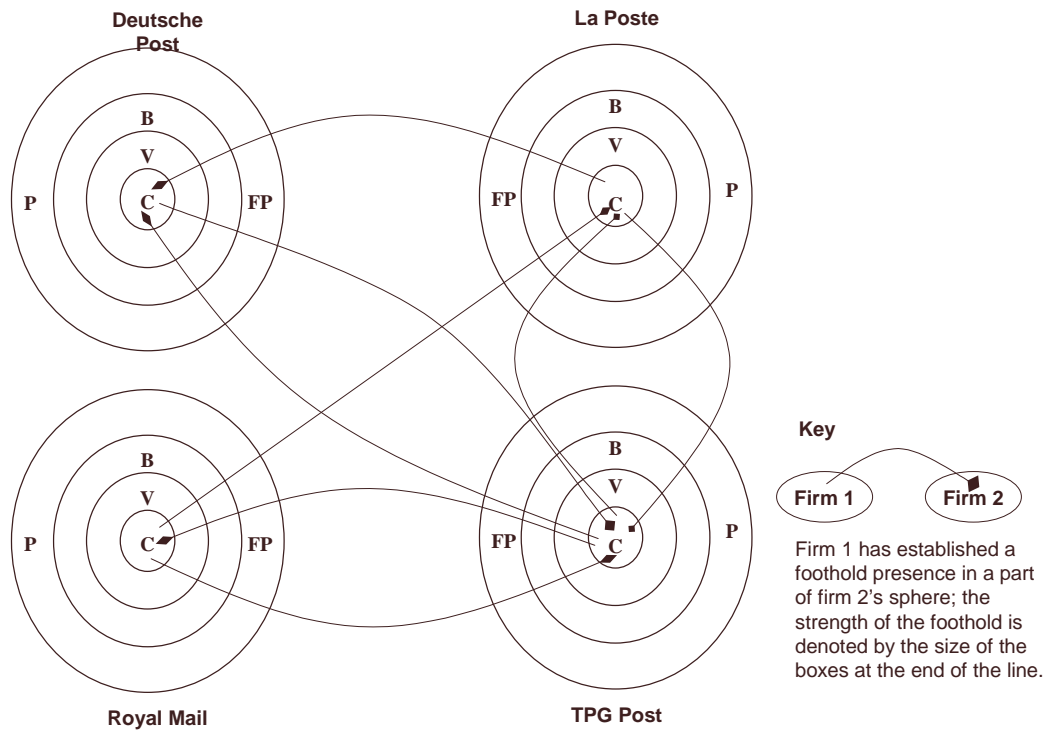 Deutsche
Post
B
V
P
C
FP
La Poste
B
V
FP
C
P
B
V
P
C
FP
Royal Mail
B
V
FP
C
P
TPG Post
Key
Firm 1
Firm 2
Firm 1 has established a
foothold presence in a part
of firm 2's sphere; the
strength of the foothold is
denoted by the size of the
boxes at the end of the line.